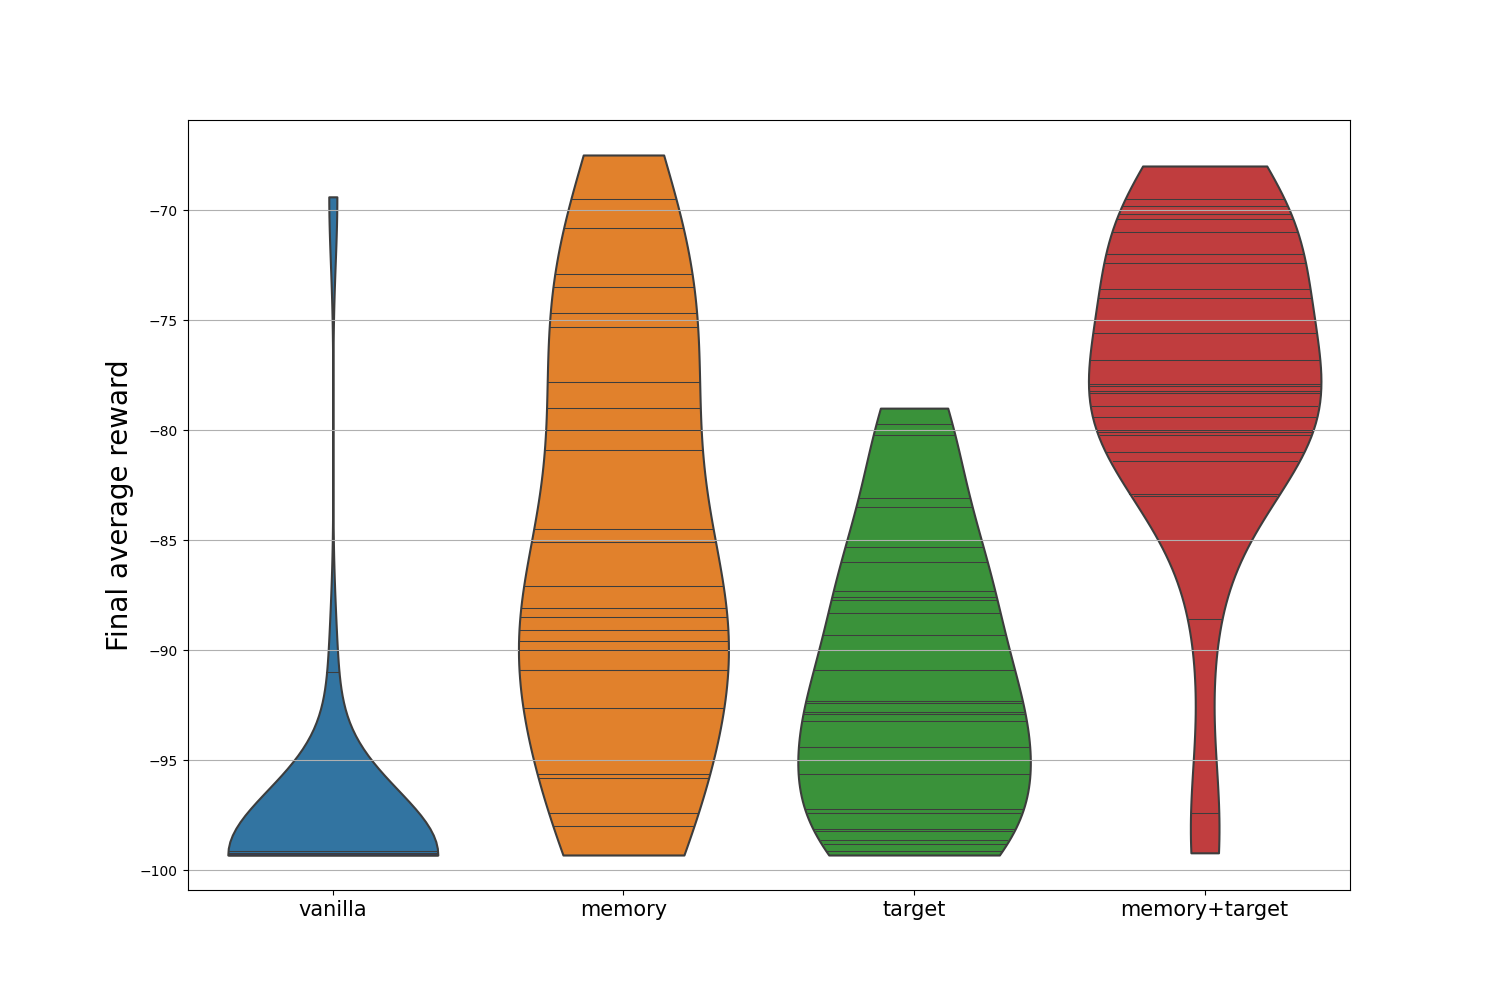 Final average reward
−70
−75
−80
−85
−90
−95
−100
vanilla
memory
target
memory+target